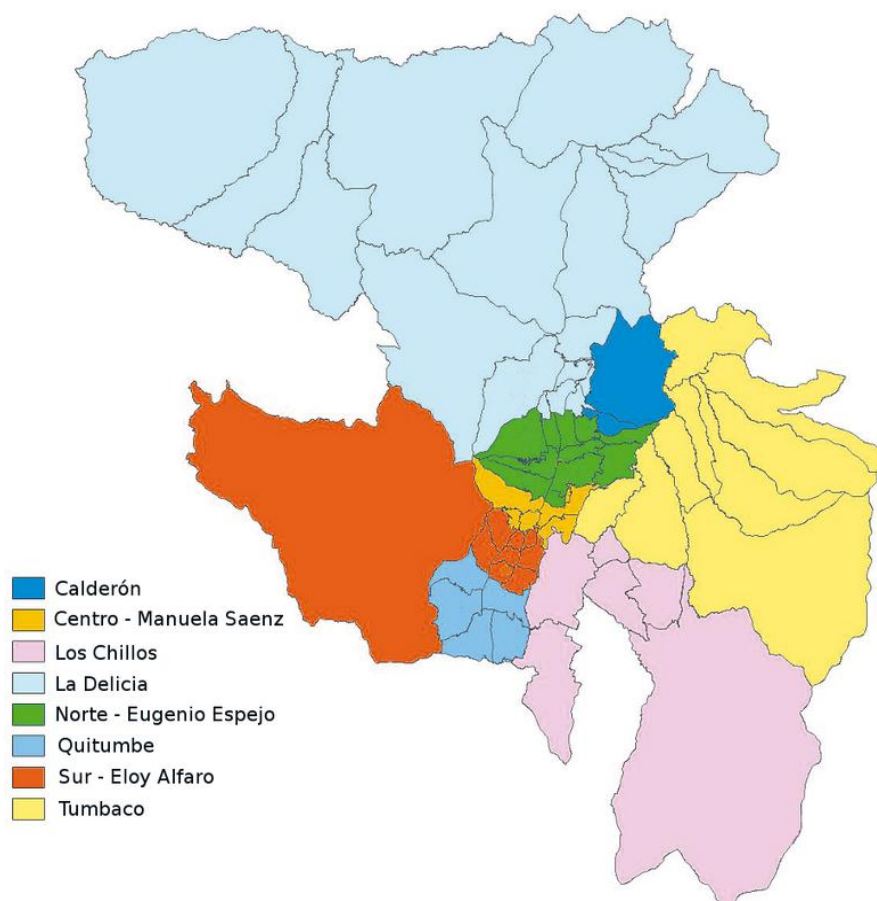 Calderón
Centro - Manuela Saenz
Los Chillos
La Delicia
Norte - Eugenio Espejo
Quitumbe
Sur - Eloy Alfaro
Tumbaco